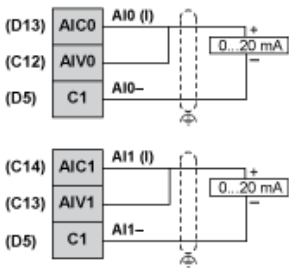 (D13) AIC0 AI0 (I)
+
(C12) AIV0 0...20 mA
–
(D5) C1 AI0–
(C14) AIC1 AI1 (I)
+
(C13) AIV1 0...20 mA
–
(D5) C1 AI1–